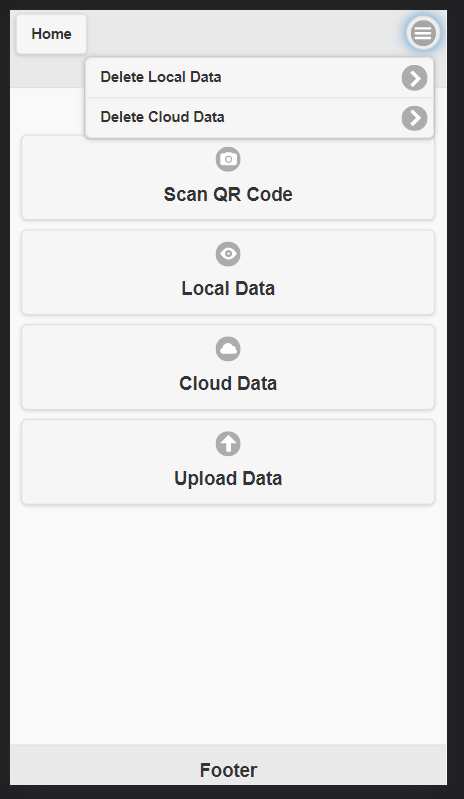 Home
Delete Local Data
Delete Cloud Data
Scan QR Code
Local Data
Cloud Data
Upload Data
Footer